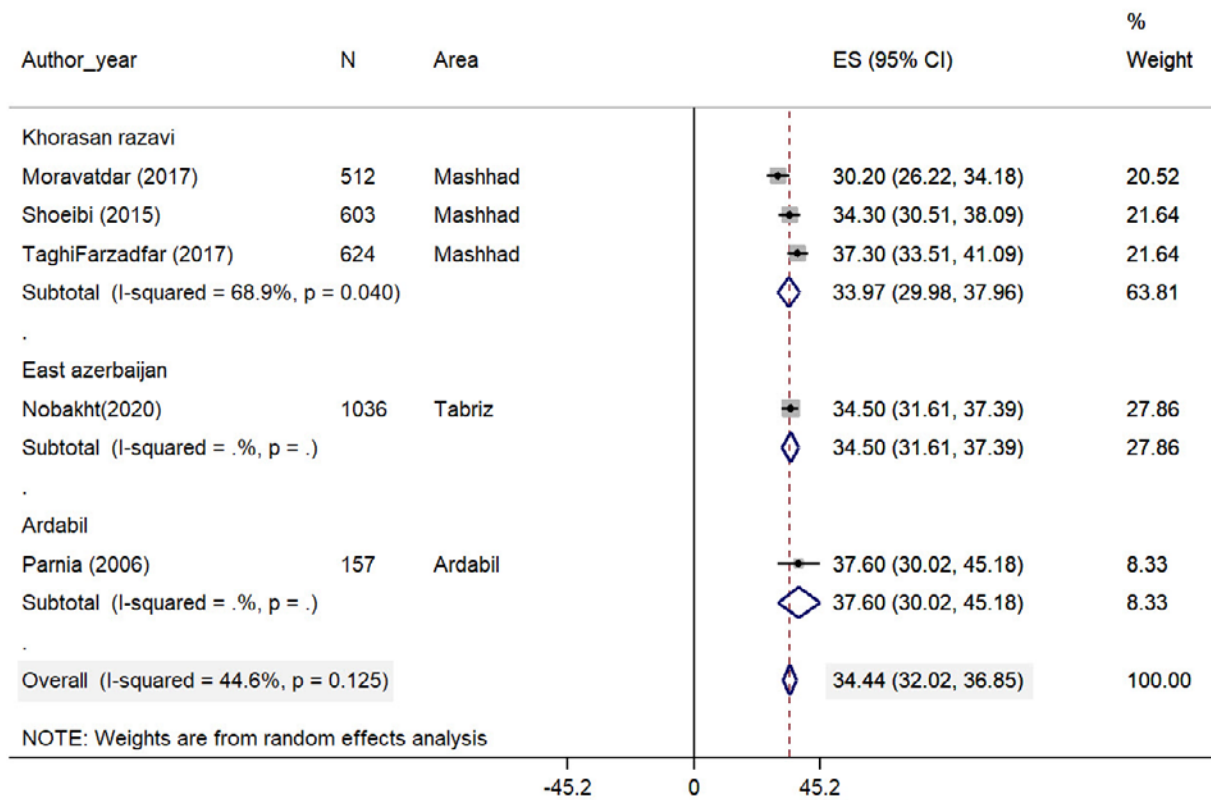 %
Author_year N Area ES (95% CI) Weight
Khorasan razavi
Moravatdar (2017) 512 Mashhad 30.20 (26.22, 34.18) 20.52
Shoeibi (2015) 603 Mashhad 34.30 (30.51, 38.09) 21.64
TaghiFarzadfar (2017) 624 Mashhad 37.30 (33.51, 41.09) 21.64
Subtotal (I-squared = 68.9%, p = 0.040) 33.97 (29.98, 37.96) 63.81
.
East azerbaijan
Nobakht(2020) 1036 Tabriz 34.50 (31.61, 37.39) 27.86
Subtotal (I-squared = .%, p = .) 34.50 (31.61, 37.39) 27.86
.
Ardabil
Parnia (2006) 157 Ardabil 37.60 (30.02, 45.18) 8.33
Subtotal (I-squared = .%, p = .) 37.60 (30.02, 45.18) 8.33
.
Overall (I-squared = 44.6%, p = 0.125) 34.44 (32.02, 36.85) 100.00
NOTE: Weights are from random effects analysis
-45.2 0 45.2